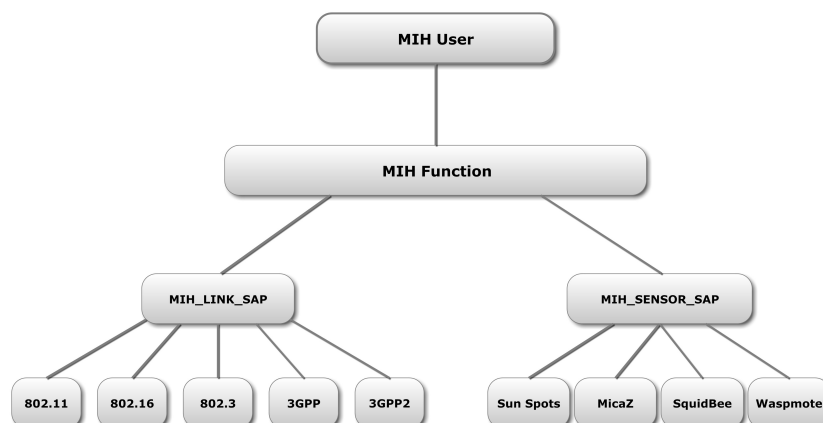 MIH User
MIH Function
MIH_LINK_SAP
MIH_SENSOR_SAP
802.11
802.16
802.3
3GPP
3GPP2
Sun Spots
MicaZ
SquidBee
Waspmote